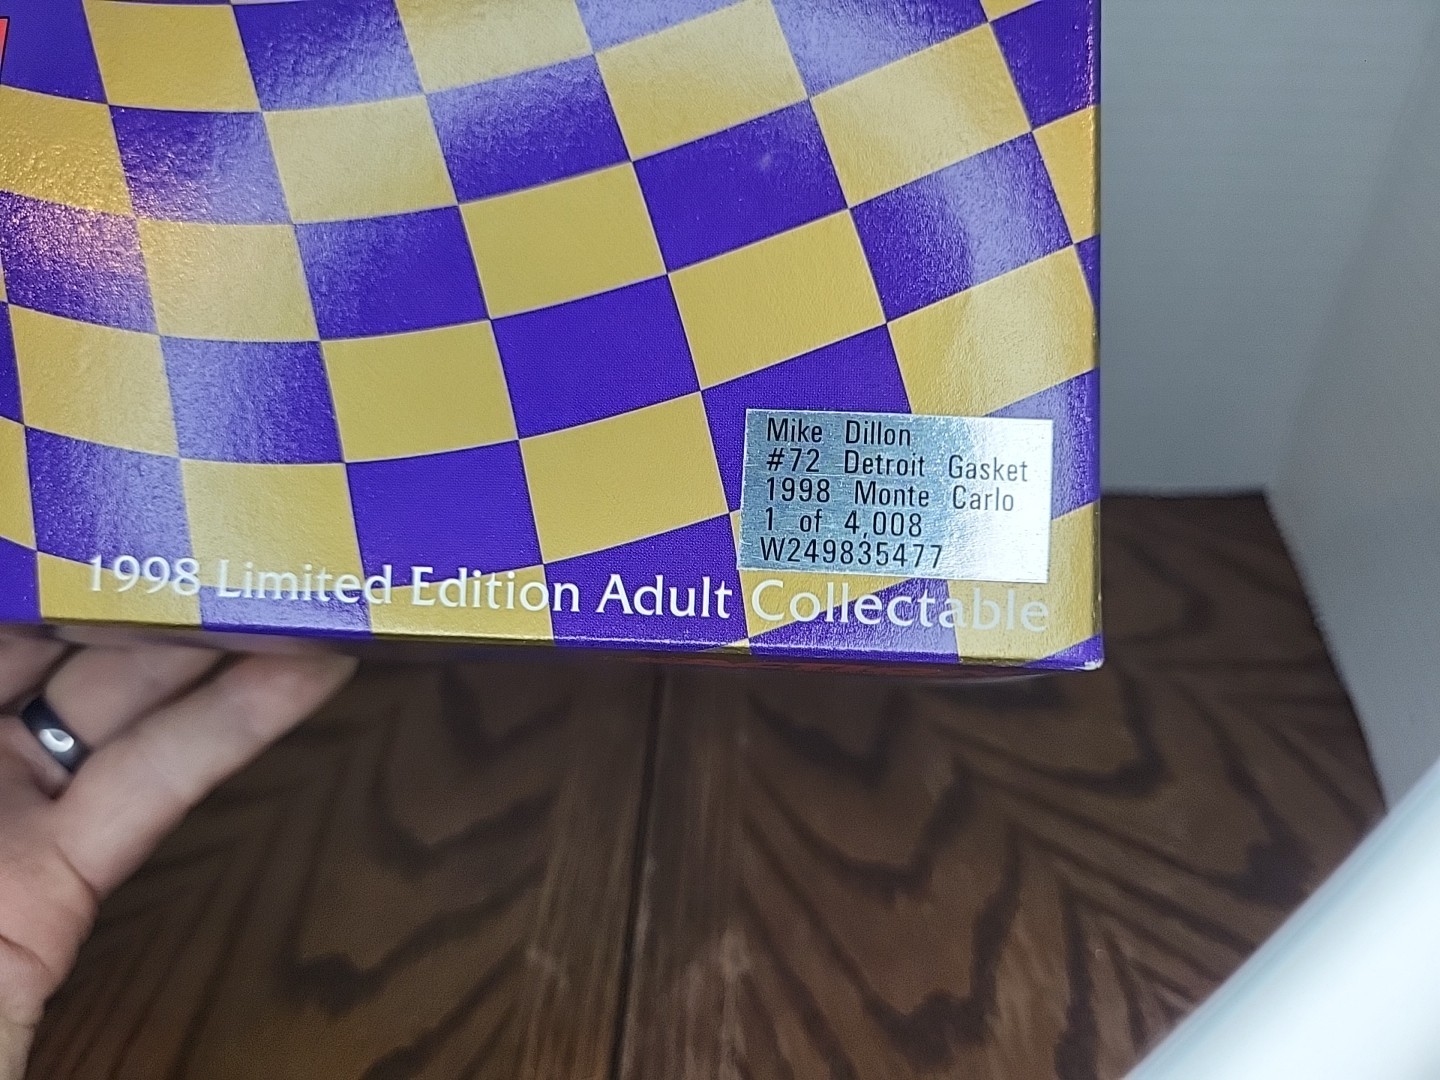 Mike Dillon
#72 Detroit Gasket
1998 Monte Carlo
1 of 4,008
W249835477
1998 Limited Edition Adult Collectable